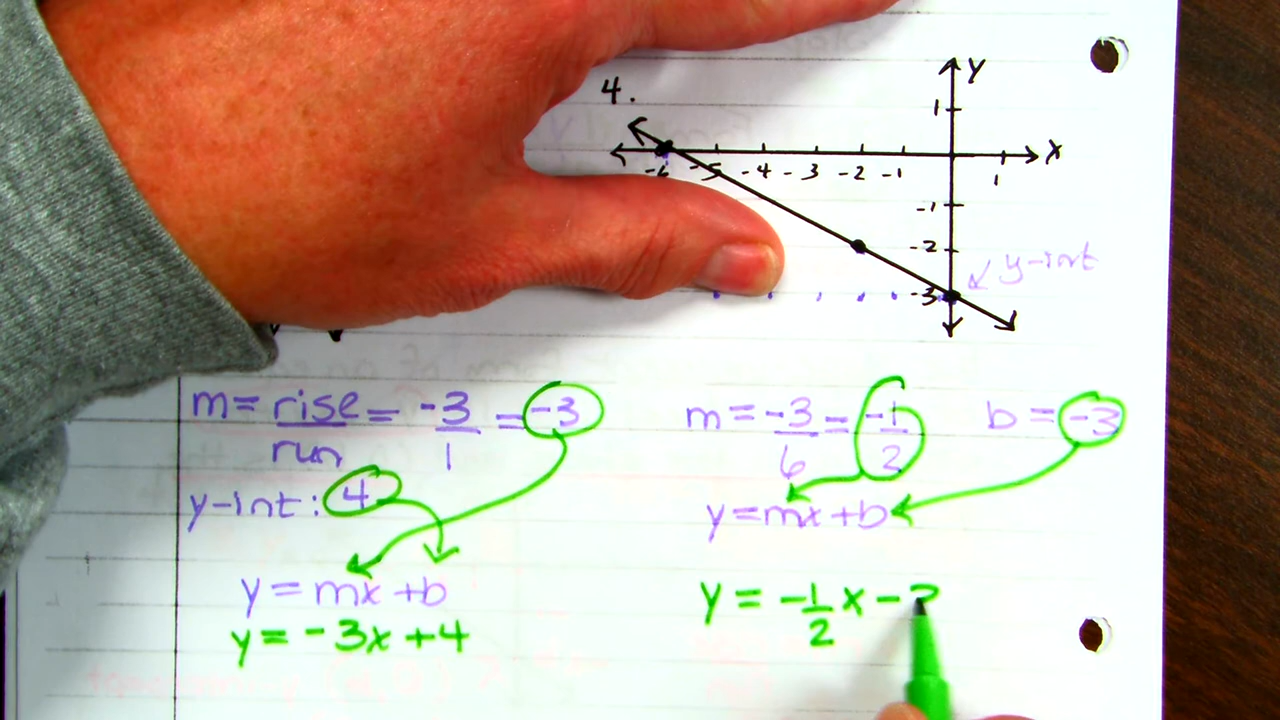 4.
y
1
x
-6 -5 -4 -3 -2 -1 1
-1
-2
-3
y-int
m = rise/run = -3/1 = -3
y-int: 4
y = mx + b
y = -3x + 4
m = -3/6 = -1/2 b = -3
y = mx + b
y = -1/2 x -